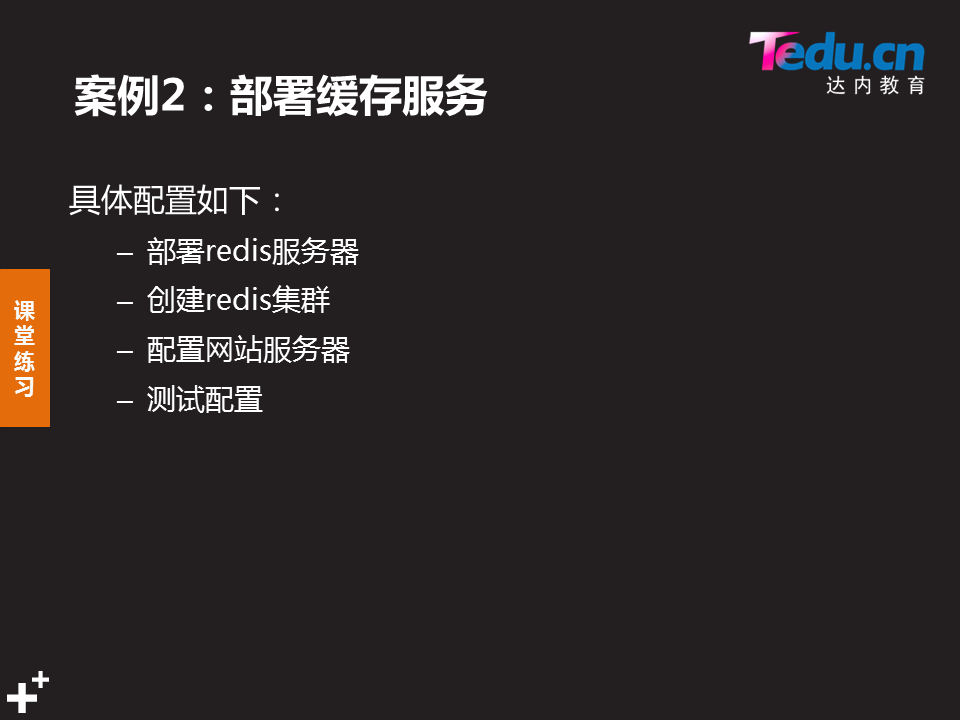 Tedu.cn
达内教育
案例2：部署缓存服务
具体配置如下：
– 部署redis服务器
– 创建redis集群
– 配置网站服务器
– 测试配置
课堂练习